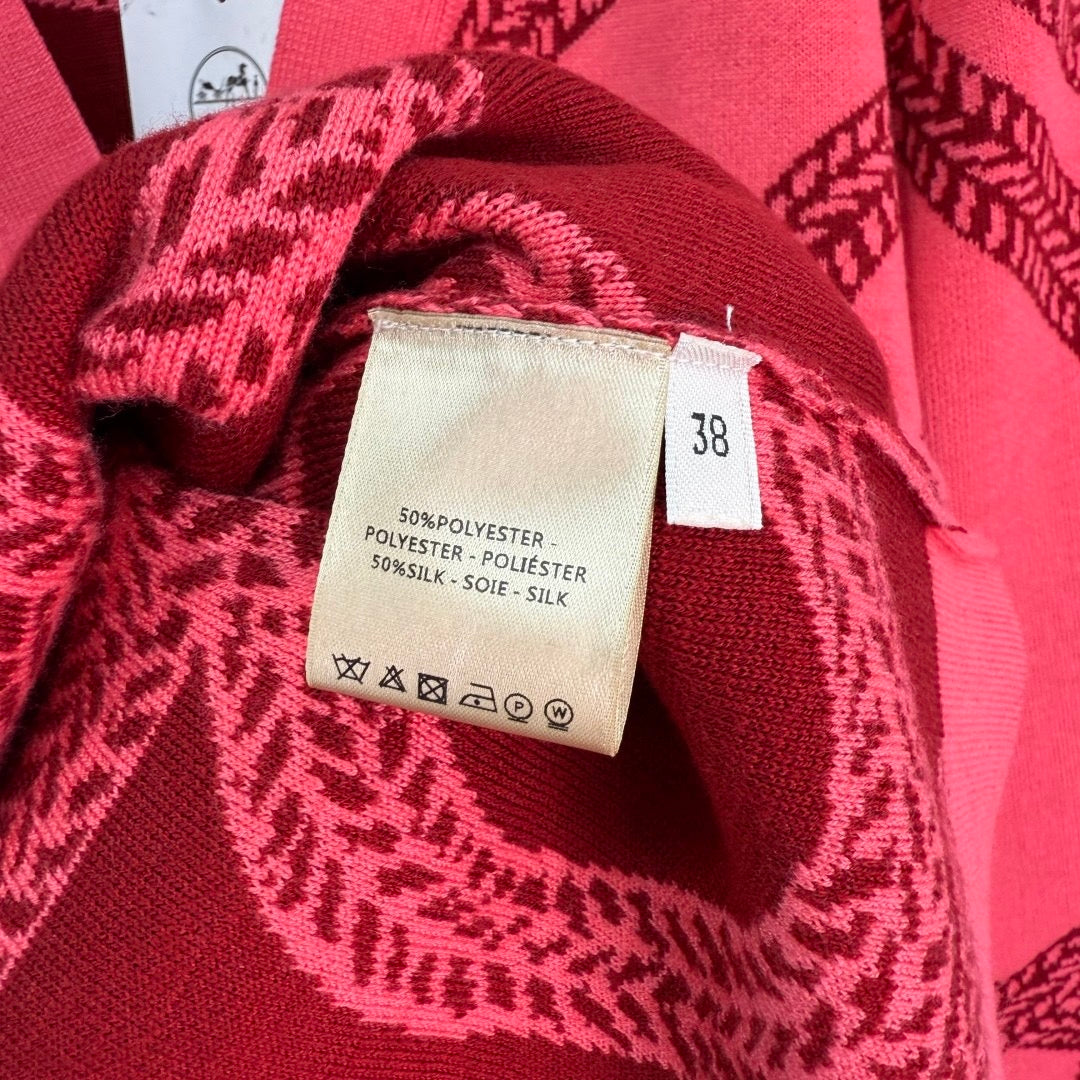 50%POLYESTER -
POLYESTER - POLIÉSTER
50%SILK - SOIE - SILK
P
W
38